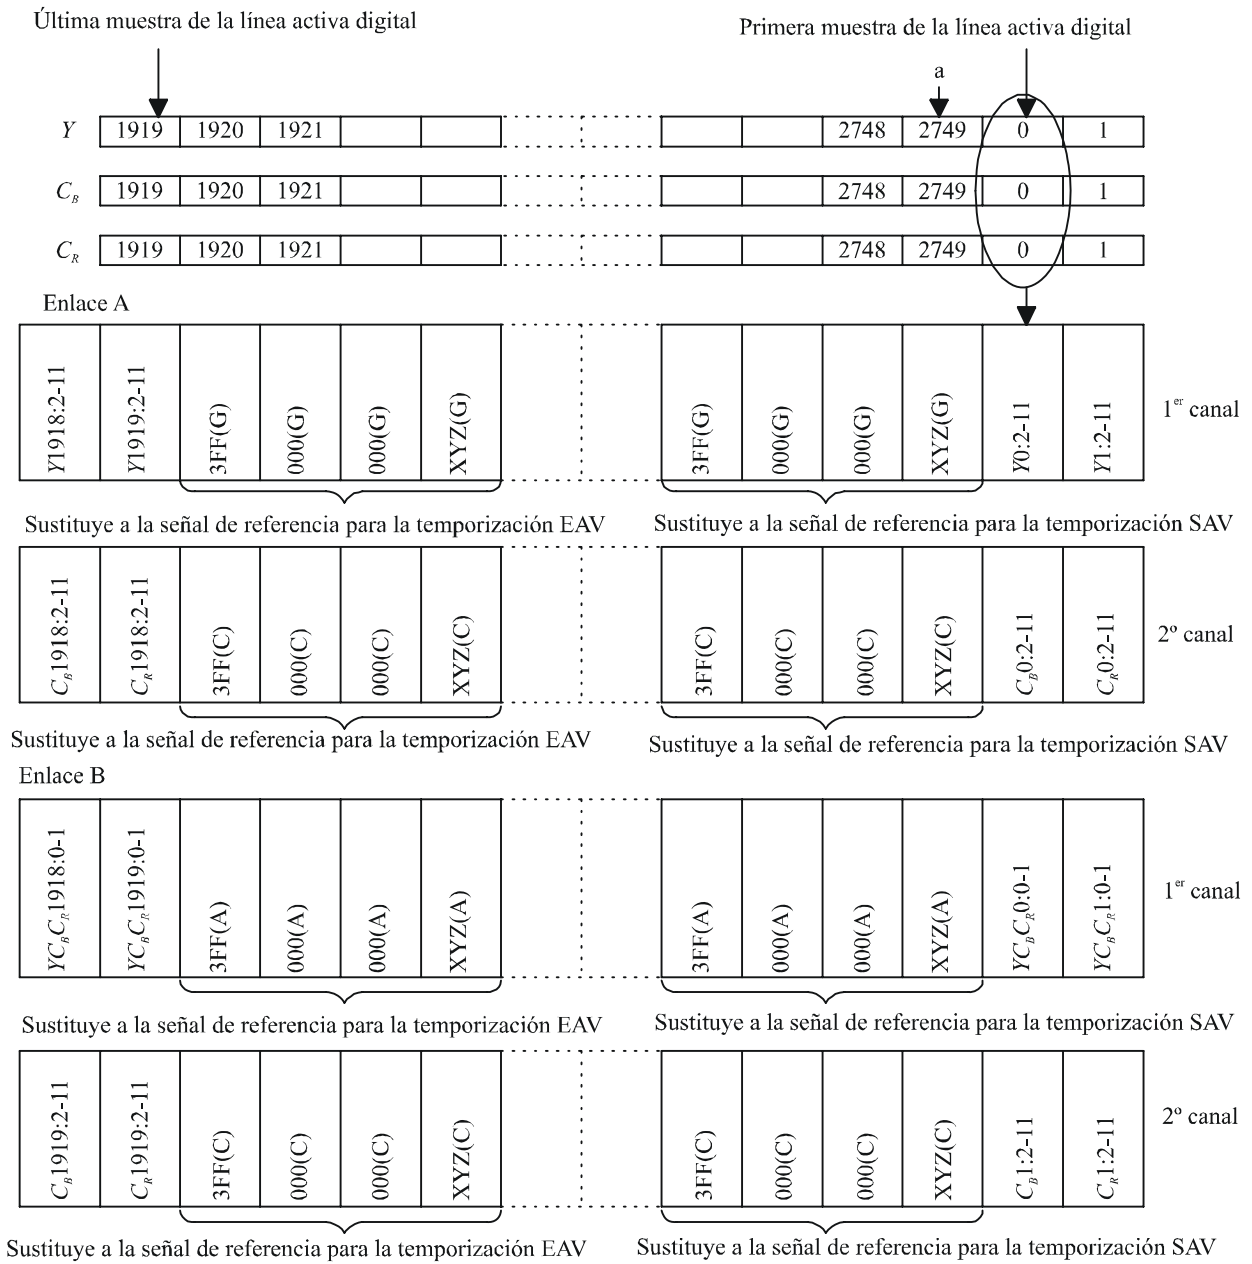 Última muestra de la línea activa digital
Primera muestra de la línea activa digital
a
Y 1919 1920 1921 2748 2749 0 1
C_B 1919 1920 1921 2748 2749 0 1
C_R 1919 1920 1921 2748 2749 0 1
Enlace A
Y1918:2-11 Y1919:2-11 3FF(G) 000(G) 000(G) XYZ(G) 3FF(G) 000(G) 000(G) XYZ(G) Y0:2-11 Y1:2-11 1er canal
Sustituye a la señal de referencia para la temporización EAV
Sustituye a la señal de referencia para la temporización SAV
C_B1918:2-11 C_R1918:2-11 3FF(C) 000(C) 000(C) XYZ(C) 3FF(C) 000(C) 000(C) XYZ(C) C_B0:2-11 C_R0:2-11 2º canal
Sustituye a la señal de referencia para la temporización EAV
Sustituye a la señal de referencia para la temporización SAV
Enlace B
YC_BC_R1918:0-1 YC_BC_R1919:0-1 3FF(A) 000(A) 000(A) XYZ(A) 3FF(A) 000(A) 000(A) XYZ(A) YC_BC_R0:0-1 YC_BC_R1:0-1 1er canal
Sustituye a la señal de referencia para la temporización EAV
Sustituye a la señal de referencia para la temporización SAV
C_B1919:2-11 C_R1919:2-11 3FF(C) 000(C) 000(C) XYZ(C) 3FF(C) 000(C) 000(C) XYZ(C) C_B1:2-11 C_R1:2-11 2º canal
Sustituye a la señal de referencia para la temporización EAV
Sustituye a la señal de referencia para la temporización SAV